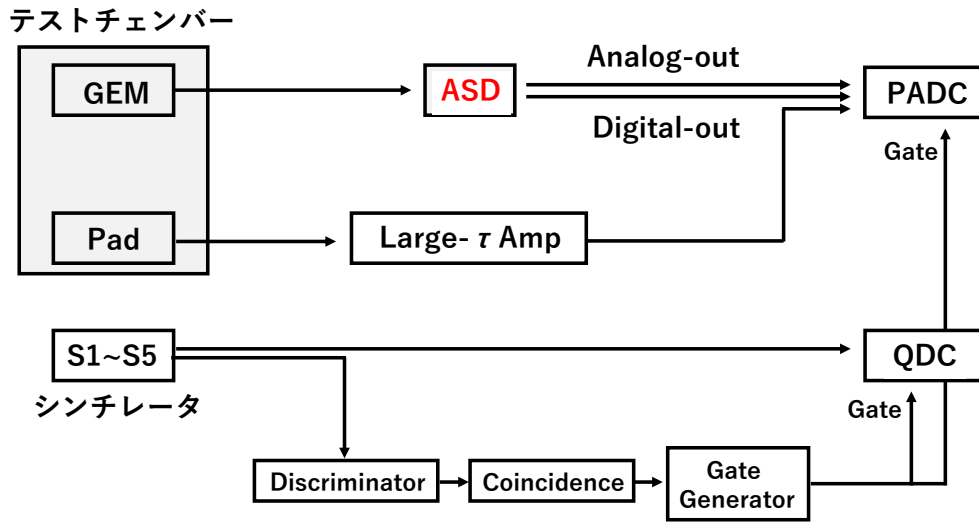 テストチェンバー
GEM
ASD
Analog-out
Digital-out
PADC
Gate
Pad
Large- τ Amp
S1~S5
シンチレータ
QDC
Gate
Discriminator
Coincidence
Gate
Generator